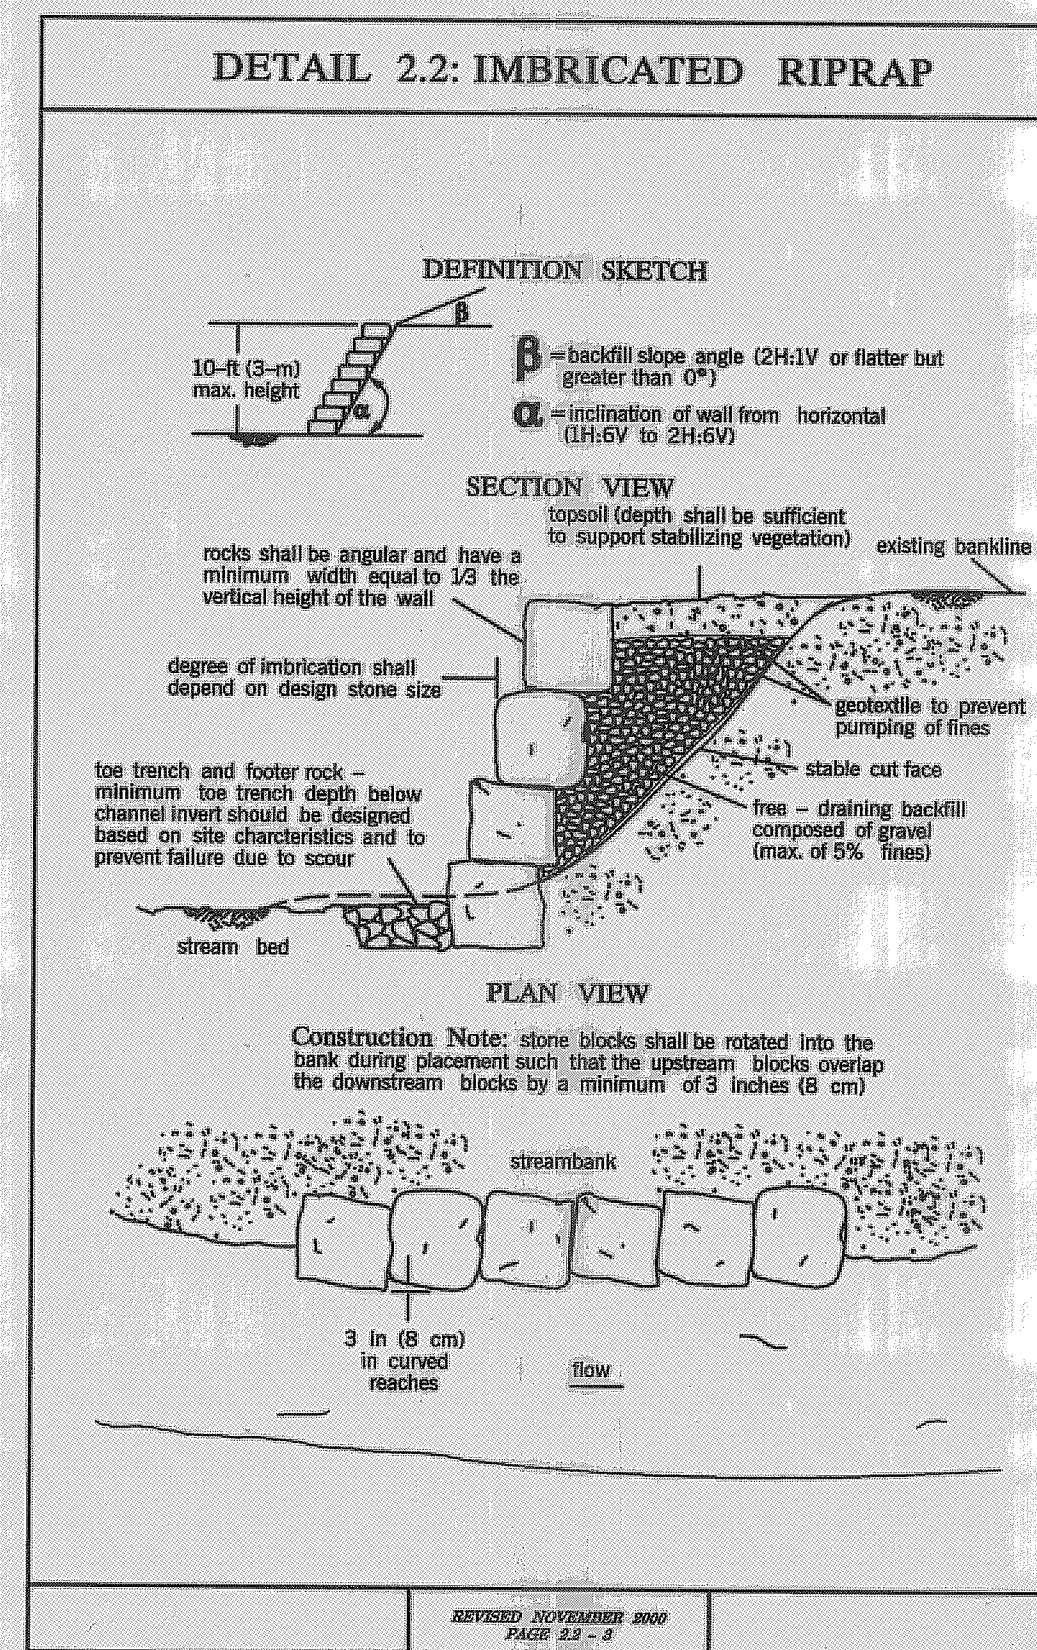 DETAIL 2.2: IMBRICATED RIPRAP
DEFINITION SKETCH
β
10-ft (3-m)
max. height
α
β =backfill slope angle (2H:1V or flatter but
greater than 0°)
α =inclination of wall from horizontal
(1H:6V to 2H:6V)
SECTION VIEW
topsoil (depth shall be sufficient
to support stabilizing vegetation)
existing bankline
rocks shall be angular and have a
minimum width equal to 1/3 the
vertical height of the wall
degree of imbrication shall
depend on design stone size
geotextile to prevent
pumping of fines
stable cut face
toe trench and footer rock –
minimum toe trench depth below
channel invert should be designed
based on site charcteristics and to
prevent failure due to scour
free – draining backfill
composed of gravel
(max. of 5% fines)
stream bed
PLAN VIEW
Construction Note: stone blocks shall be rotated into the
bank during placement such that the upstream blocks overlap
the downstream blocks by a minimum of 3 inches (8 cm)
streambank
3 in (8 cm)
in curved
reaches
flow
REVISED NOVEMBER 2000
PAGE 2.2 - 3